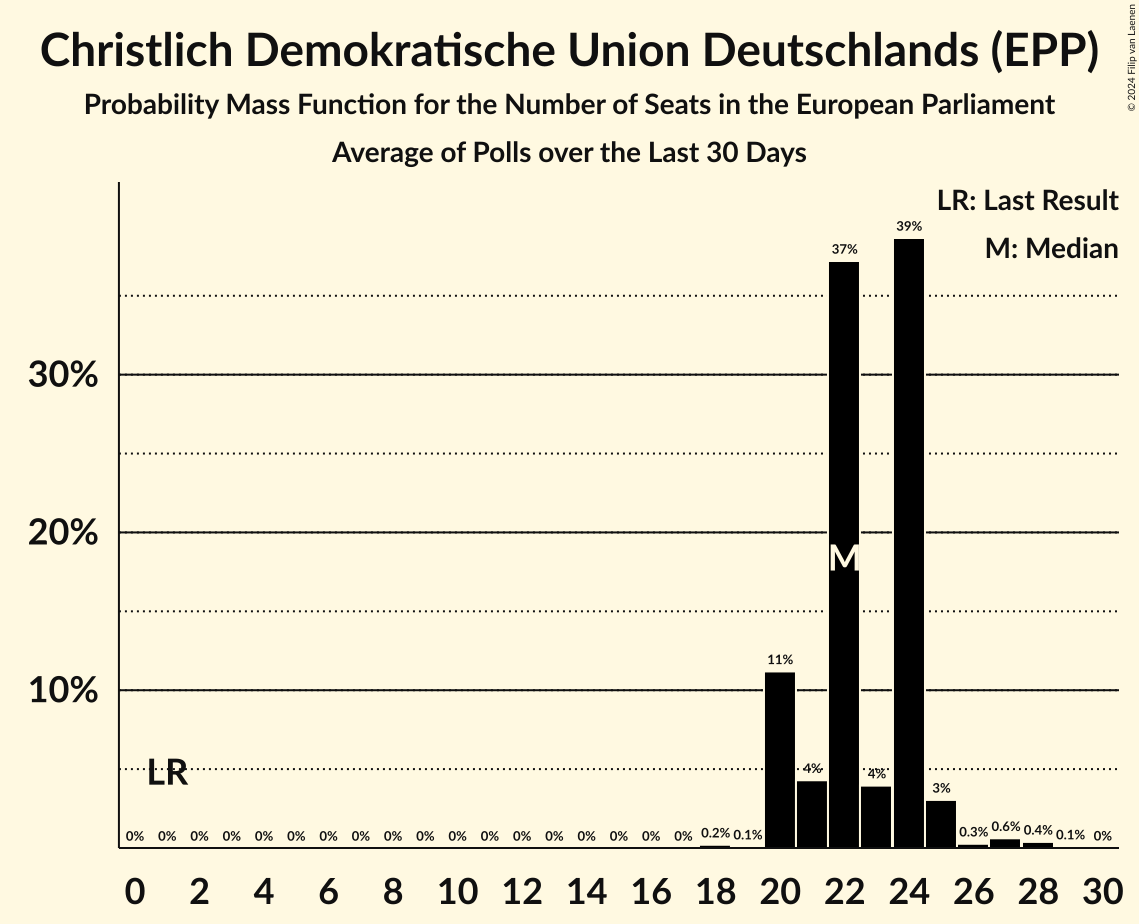 Christlich Demokratische Union Deutschlands (EPP)
Probability Mass Function for the Number of Seats in the European Parliament
Average of Polls over the Last 30 Days
© 2024 Filip van Laenen
LR: Last Result
M: Median
39%
37%
30%
20%
M
11%
10%
LR
4%
4%
3%
0% 0% 0% 0% 0% 0% 0% 0% 0% 0% 0% 0% 0% 0% 0% 0% 0% 0% 0.2% 0.1% 0.3% 0.6% 0.4% 0.1% 0%
0 2 4 6 8 10 12 14 16 18 20 22 24 26 28 30